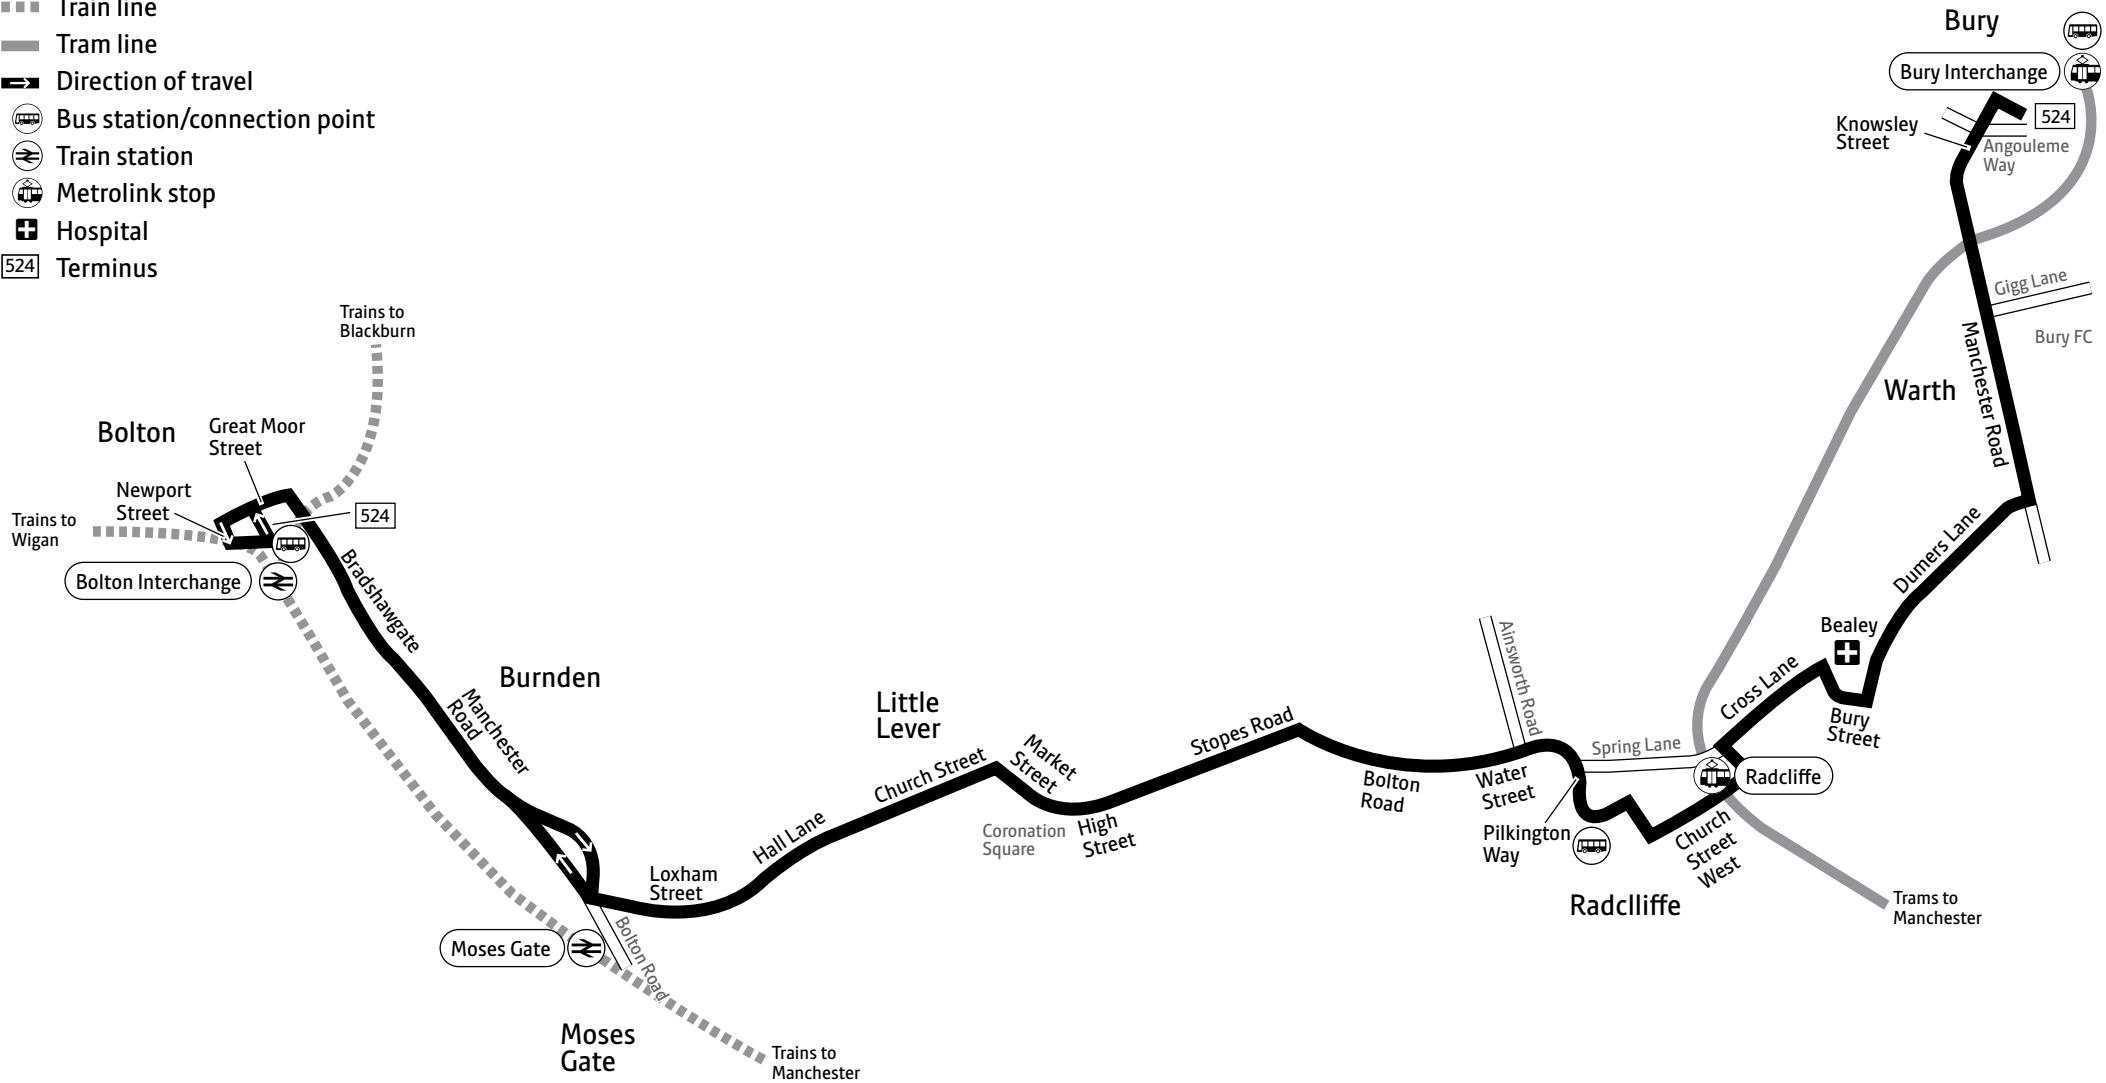 Train line
Tram line
Direction of travel
Bus station/connection point
Train station
Metrolink stop
Hospital
524 Terminus
Bury
Bury Interchange
524
Knowsley
Street
Angouleme
Way
Gigg Lane
Bury FC
Manchester Road
Warth
Trains to
Blackburn
Bolton
Great Moor
Street
Newport
Street
Trains to
Wigan
524
Bolton Interchange
Bradshawgate
Burnden
Manchester
Road
Little
Lever
Church Street
Market
Street
Hall Lane
Coronation
Square
High
Street
Loxham
Street
Stopes Road
Bolton
Road
Ainsworth Road
Water
Street
Spring Lane
Pilkington
Way
Radclliffe
Church
Street
West
Radcliffe
Cross Lane
Bealey
Bury
Street
Dumers Lane
Trams to
Manchester
Moses Gate
Bolton Road
Moses
Gate
Trains to
Manchester